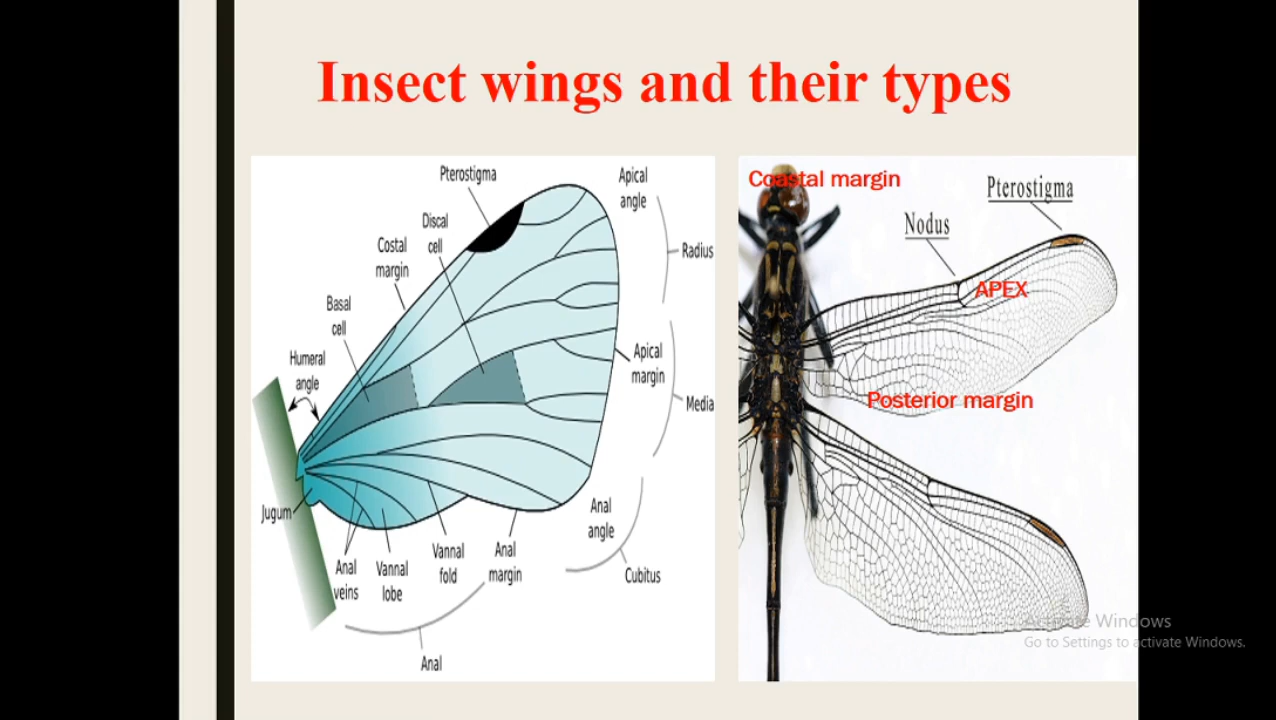 Insect wings and their types
Pterostigma
Apical
angle
Discal
cell
Costal
margin
Radius
Basal
cell
Humeral
angle
Apical
margin
Media
Jugum
Anal
angle
Anal
veins
Vannal
lobe
Vannal
fold
Anal
margin
Cubitus
Anal
Coastal margin
Pterostigma
Nodus
APEX
Posterior margin
Activate Windows
Go to Settings to activate Windows.